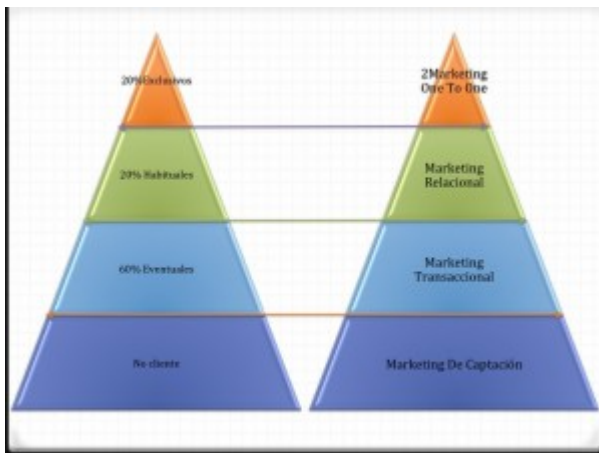 20%Exclusivos
20% Habituales
60% Eventuales
No cliente
2Marketing
One To One
Marketing
Relacional
Marketing
Transaccional
Marketing De Captación